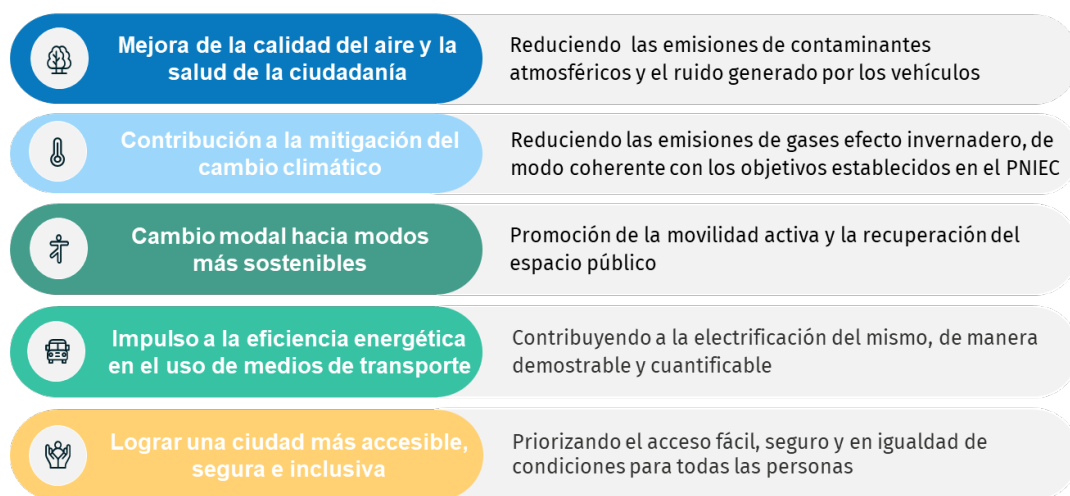 Mejora de la calidad del aire y la
salud de la ciudadanía
Reduciendo las emisiones de contaminantes
atmosféricos y el ruido generado por los vehículos
Contribución a la mitigación del
cambio climático
Reduciendo las emisiones de gases efecto invernadero, de
modo coherente con los objetivos establecidos en el PNIEC
Cambio modal hacia modos
más sostenibles
Promoción de la movilidad activa y la recuperación del
espacio público
Impulso a la eficiencia energética
en el uso de medios de transporte
Contribuyendo a la electrificación del mismo, de manera
demostrable y cuantificable
Lograr una ciudad más accesible,
segura e inclusiva
Priorizando el acceso fácil, seguro y en igualdad de
condiciones para todas las personas